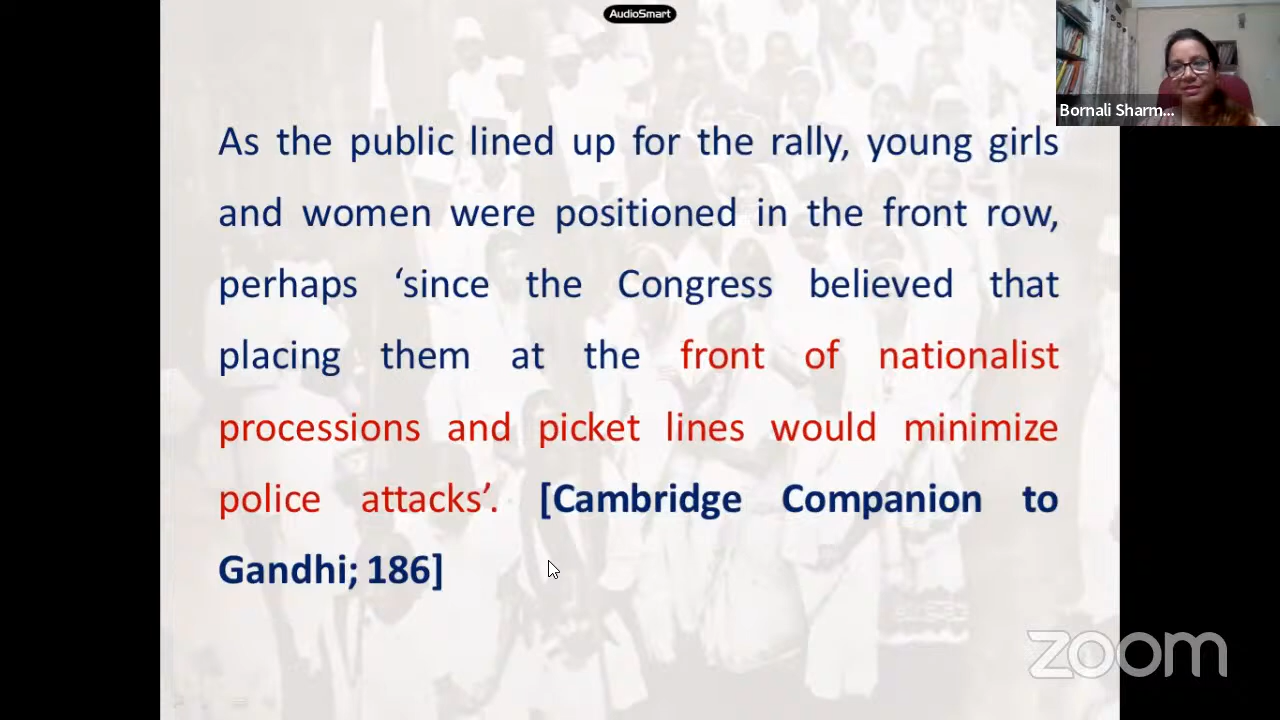 AudioSmart
Bornali Sharm...
As the public lined up for the rally, young girls
and women were positioned in the front row,
perhaps ‘since the Congress believed that
placing them at the front of nationalist
processions and picket lines would minimize
police attacks’. [Cambridge Companion to
Gandhi; 186]
zoom